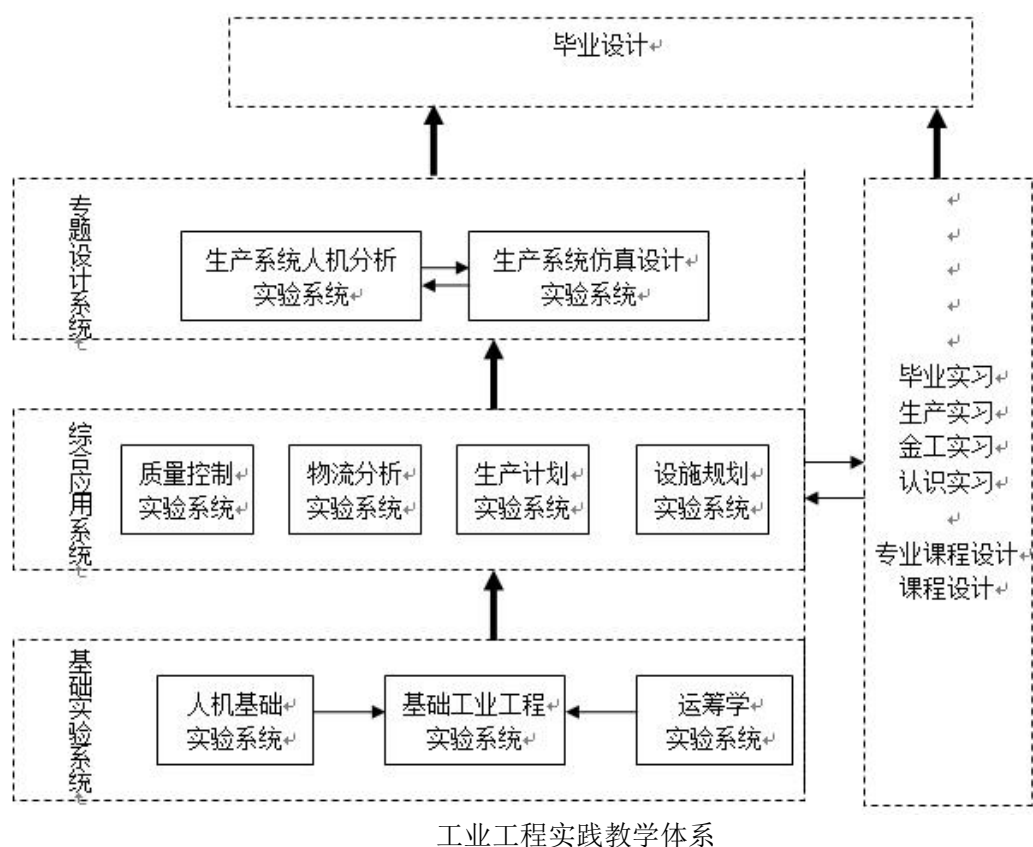 毕业设计
专题设计系统
生产系统人机分析
实验系统
生产系统仿真设计
实验系统
综合应用系统
质量控制
实验系统
物流分析
实验系统
生产计划
实验系统
设施规划
实验系统
基础实验系统
人机基础
实验系统
基础工业工程
实验系统
运筹学
实验系统
毕业实习
生产实习
金工实习
认识实习
专业课程设计
课程设计
工业工程实践教学体系